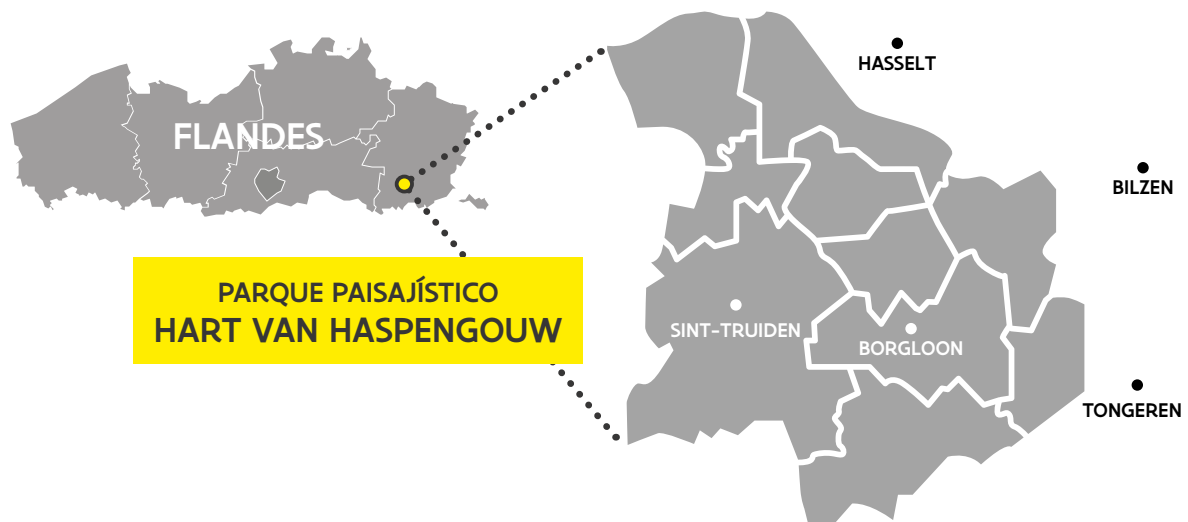 FLANDES
PARQUE PAISAJÍSTICO
HART VAN HASPENGOUW
HASSELT
BILZEN
SINT-TRUIDEN
BORGLOON
TONGEREN